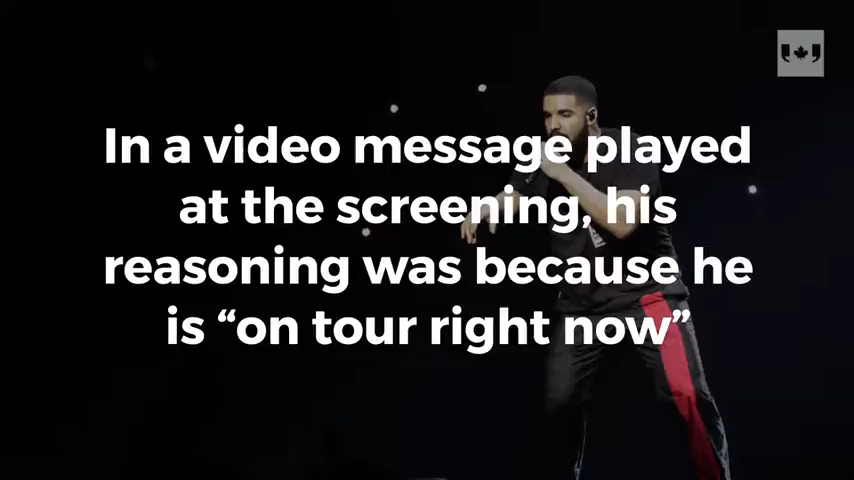 In a video message played
at the screening, his
reasoning was because he
is “on tour right now”